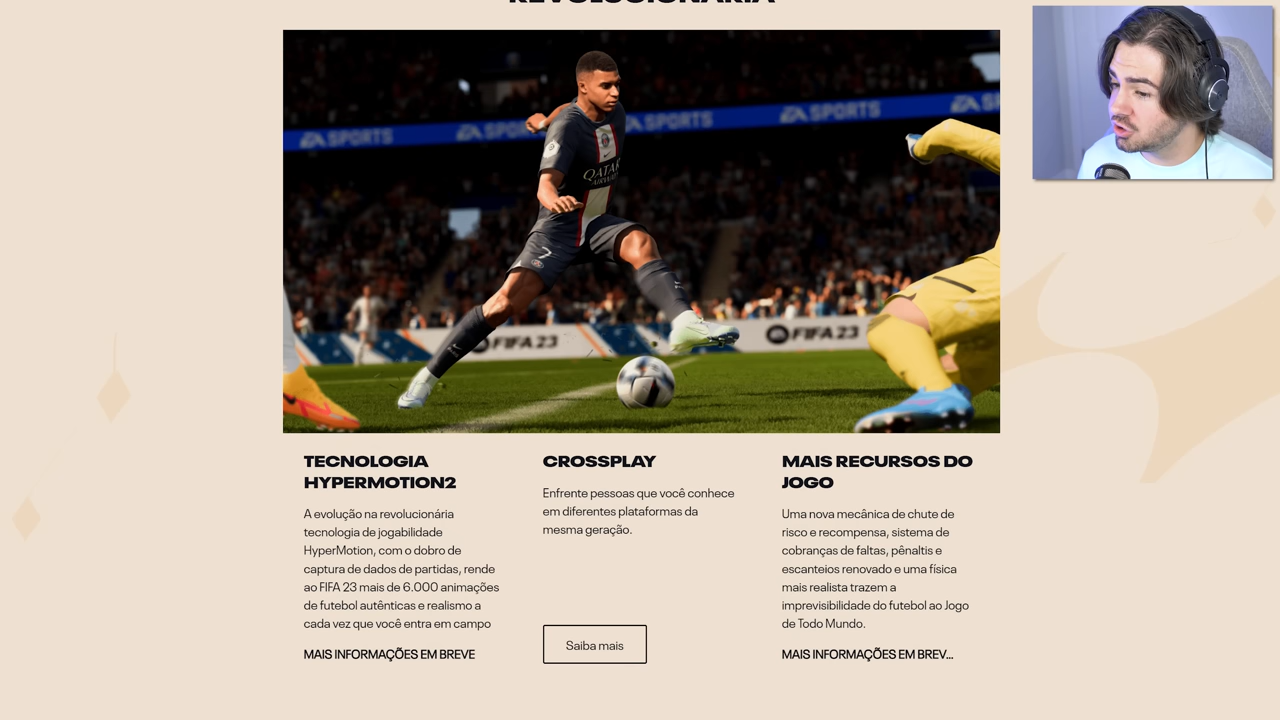 REVOLUCIONÁRIA
EA SPORTS
EA SPORTS
EA SPORTS
EA SPORTS
EA S
QATAR
AIRWAYS
7
FIFA 23
FIFA 23
TECNOLOGIA
HYPERMOTION2
A evolução na revolucionária
tecnologia de jogabilidade
HyperMotion, com o dobro de
captura de dados de partidas, rende
ao FIFA 23 mais de 6.000 animações
de futebol autênticas e realismo a
cada vez que você entra em campo
MAIS INFORMAÇÕES EM BREVE
CROSSPLAY
Enfrente pessoas que você conhece
em diferentes plataformas da
mesma geração.
Saiba mais
MAIS RECURSOS DO
JOGO
Uma nova mecânica de chute de
risco e recompensa, sistema de
cobranças de faltas, pênaltis e
escanteios renovado e uma física
mais realista trazem a
imprevisibilidade do futebol ao Jogo
de Todo Mundo.
MAIS INFORMAÇÕES EM BREV...